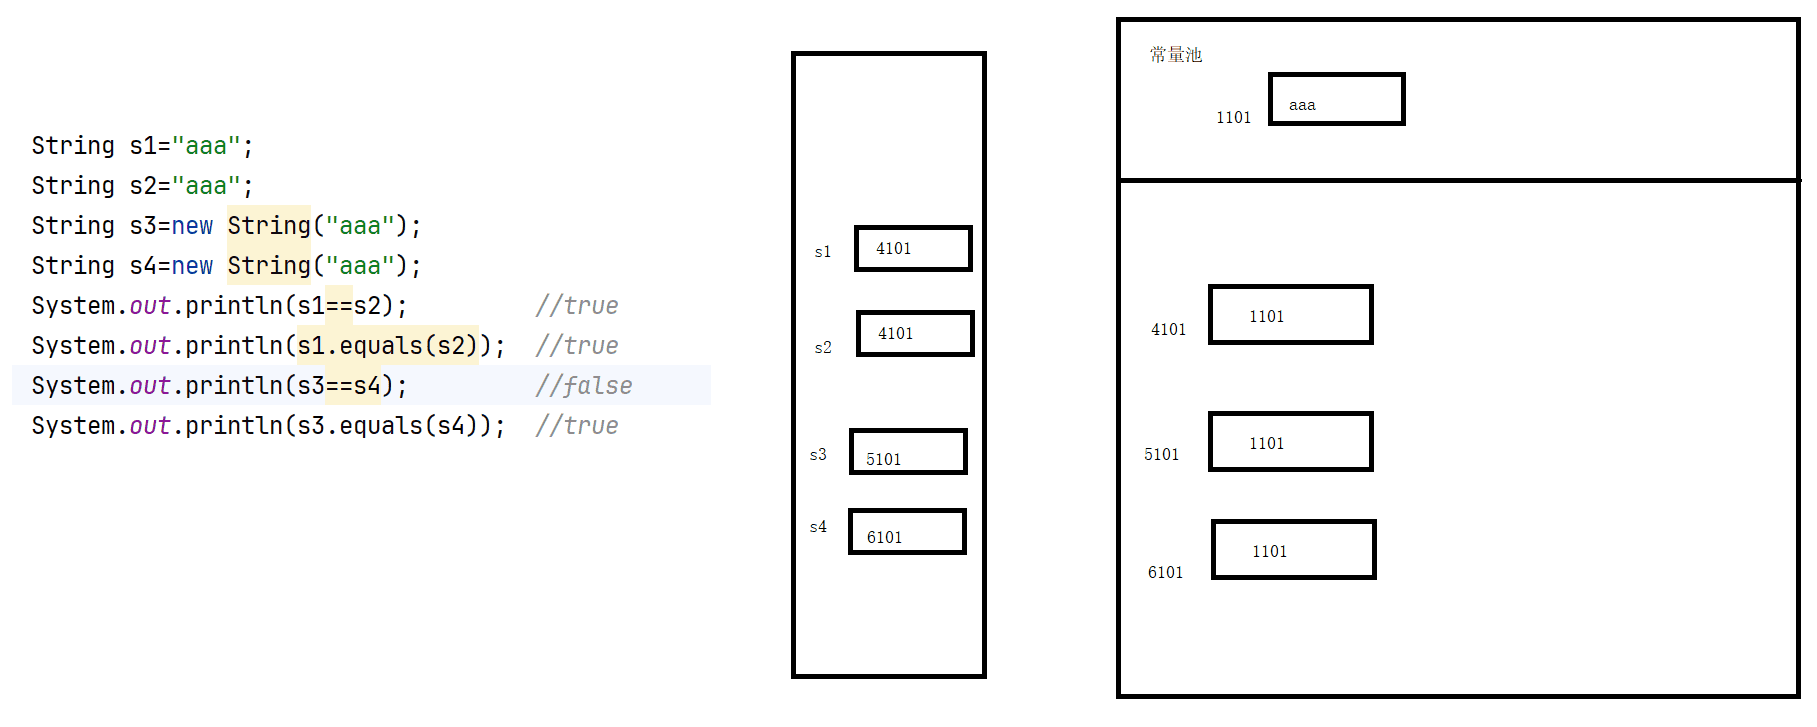 String s1="aaa";
String s2="aaa";
String s3=new String("aaa");
String s4=new String("aaa");
System.out.println(s1==s2);          //true
System.out.println(s1.equals(s2));  //true
System.out.println(s3==s4);          //false
System.out.println(s3.equals(s4));  //true
s1 4101
s2 4101
s3 5101
s4 6101
常量池
1101 aaa
4101 1101
5101 1101
6101 1101